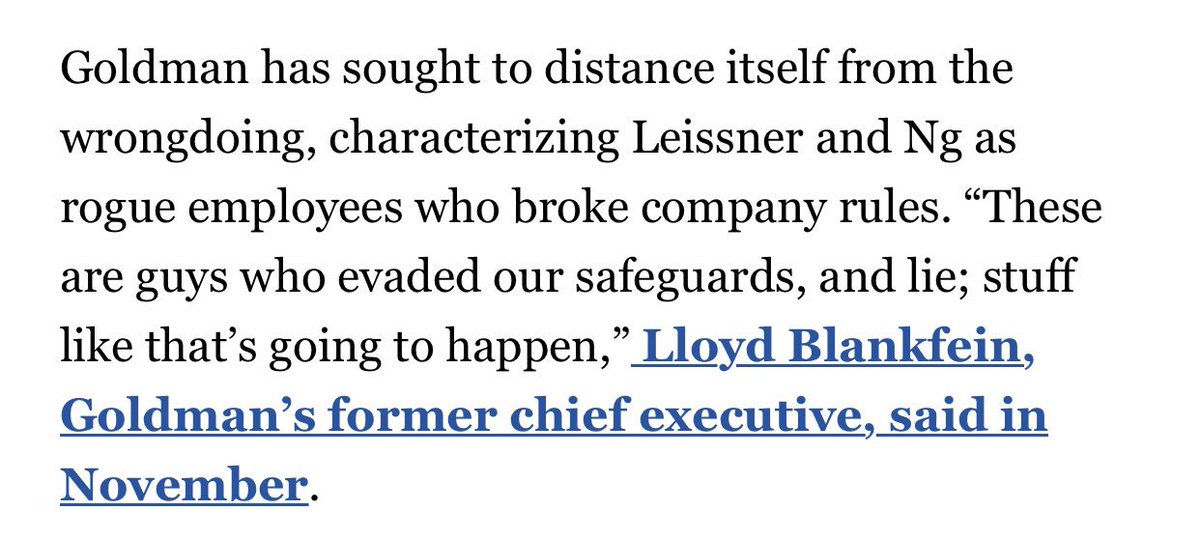 Goldman has sought to distance itself from the
wrongdoing, characterizing Leissner and Ng as
rogue employees who broke company rules. “These
are guys who evaded our safeguards, and lie; stuff
like that’s going to happen,” Lloyd Blankfein,
Goldman’s former chief executive, said in
November.